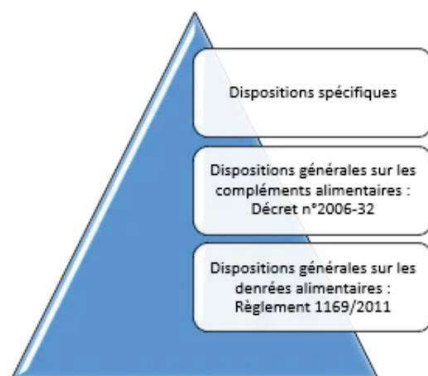 Dispositions spécifiques
Dispositions générales sur les
compléments alimentaires :
Décret n°2006-32
Dispositions générales sur les
denrées alimentaires :
Règlement 1169/2011